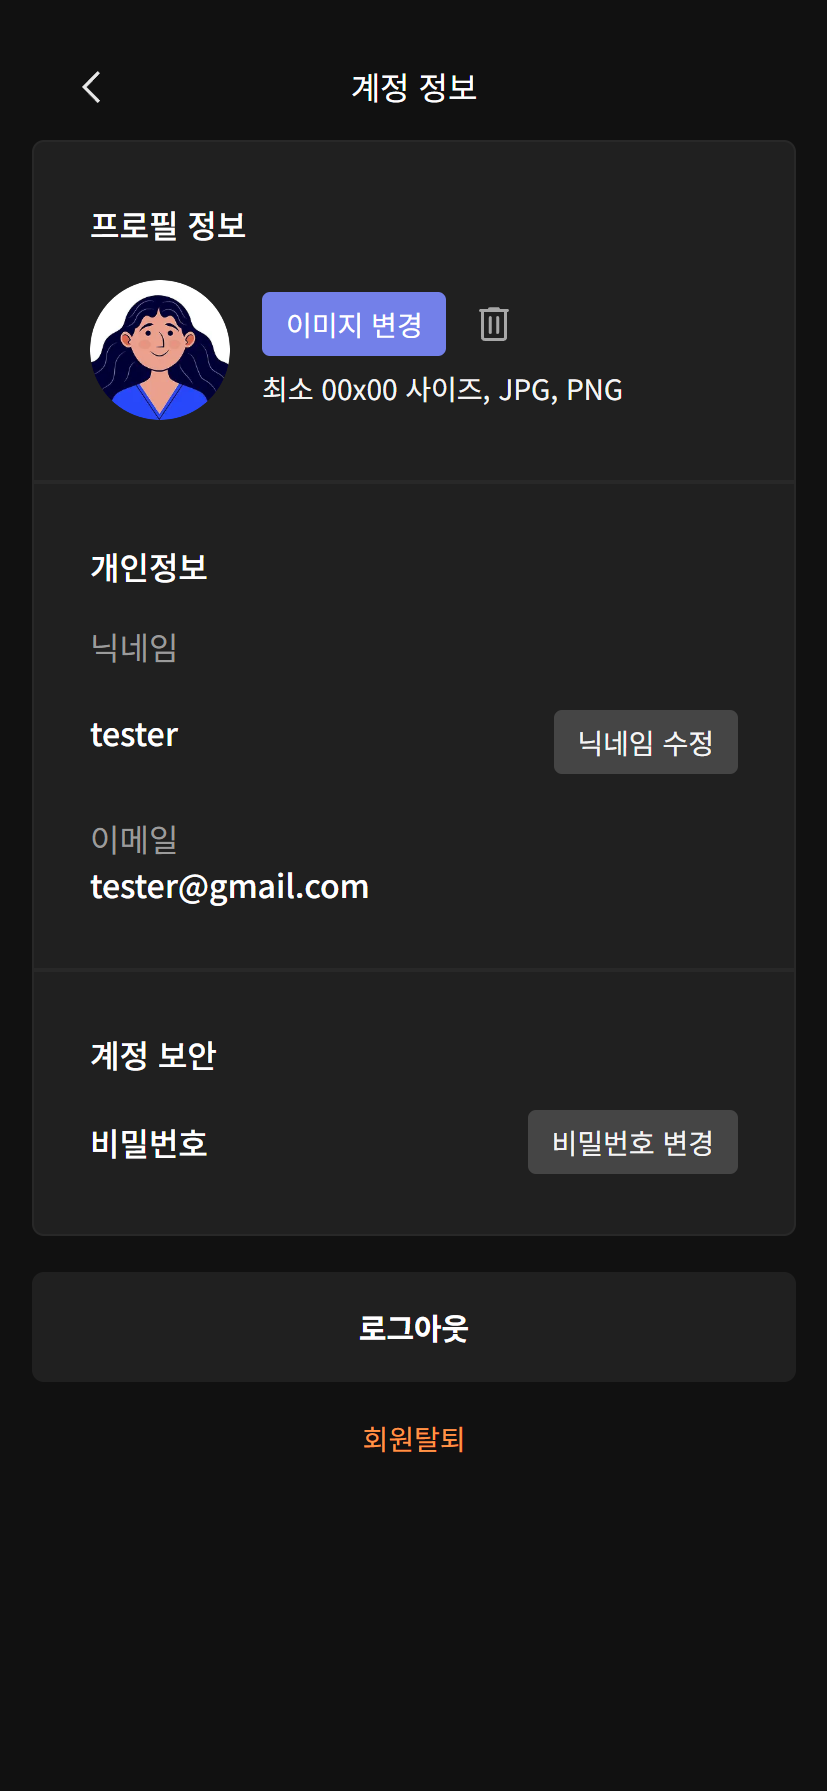 계정 정보
프로필 정보
이미지 변경
최소 00x00 사이즈, JPG, PNG
개인정보
닉네임
tester
닉네임 수정
이메일
tester@gmail.com
계정 보안
비밀번호
비밀번호 변경
로그아웃
회원탈퇴